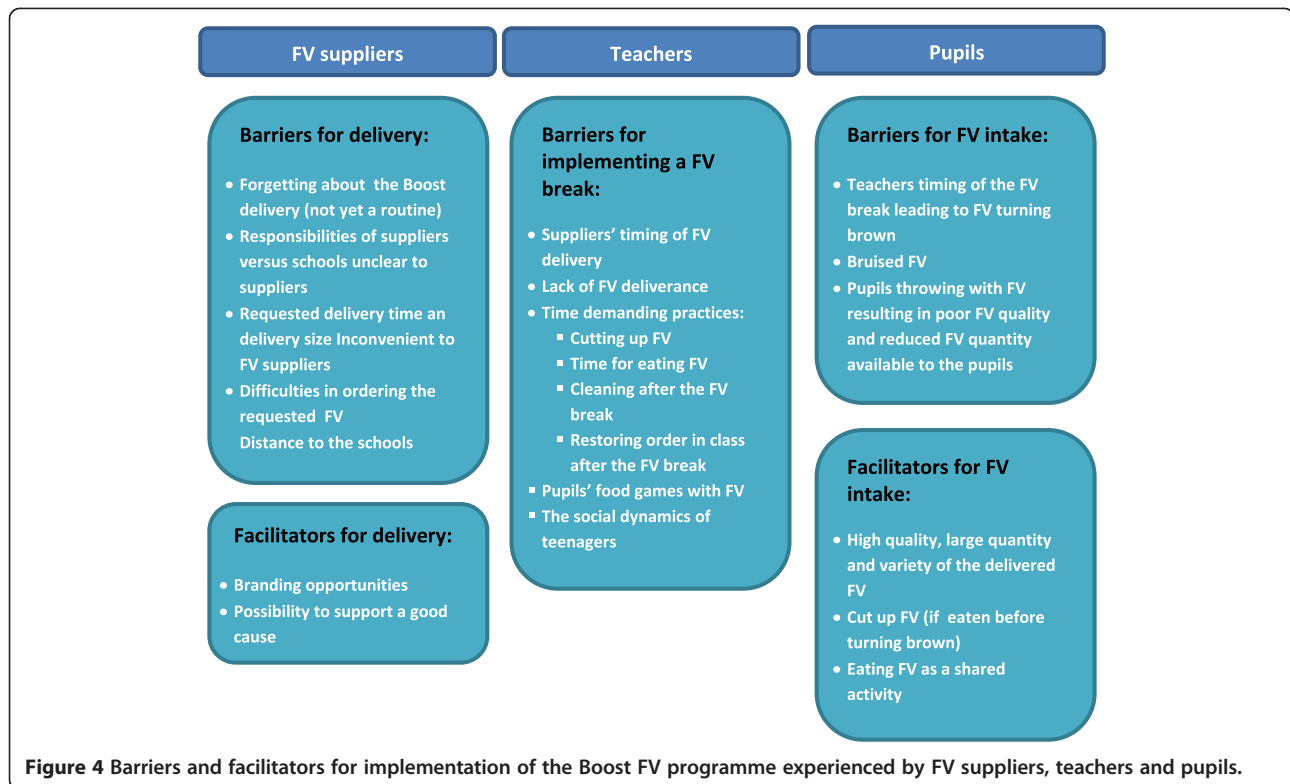 FV suppliers
Barriers for delivery:
• Forgetting about the Boost
delivery (not yet a routine)
• Responsibilities of suppliers
versus schools unclear to
suppliers
• Requested delivery time an
delivery size Inconvenient to
FV suppliers
• Difficulties in ordering the
requested FV
Distance to the schools
Facilitators for delivery:
• Branding opportunities
• Possibility to support a good
cause
Teachers
Barriers for
implementing a FV
break:
• Suppliers’ timing of FV
delivery
• Lack of FV deliverance
• Time demanding practices:
▪ Cutting up FV
▪ Time for eating FV
▪ Cleaning after the FV
break
▪ Restoring order in class
after the FV break
▪ Pupils’ food games with FV
▪ The social dynamics of
teenagers
Pupils
Barriers for FV intake:
• Teachers timing of the FV
break leading to FV turning
brown
• Bruised FV
• Pupils throwing with FV
resulting in poor FV quality
and reduced FV quantity
available to the pupils
Facilitators for FV
intake:
• High quality, large quantity
and variety of the delivered
FV
• Cut up FV (if eaten before
turning brown)
• Eating FV as a shared
activity
Figure 4 Barriers and facilitators for implementation of the Boost FV programme experienced by FV suppliers, teachers and pupils.